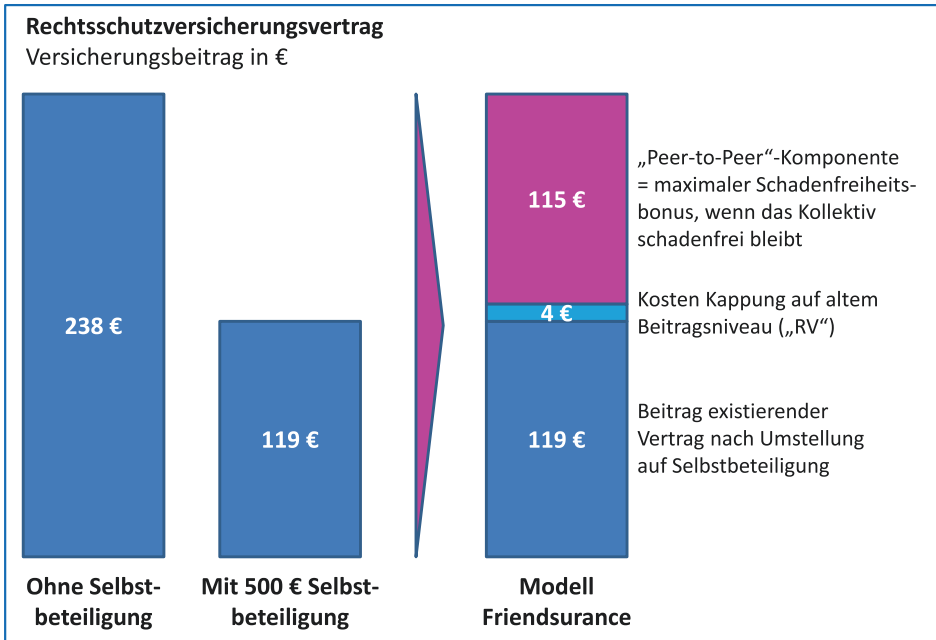 Rechtsschutzversicherungsvertrag
Versicherungsbeitrag in €
238 €
119 €
115 €
4 €
119 €
„Peer-to-Peer“-Komponente
= maximaler Schadenfreiheits-
bonus, wenn das Kollektiv
schadenfrei bleibt
Kosten Kappung auf altem
Beitragsniveau („RV“)
Beitrag existierender
Vertrag nach Umstellung
auf Selbstbeteiligung
Ohne Selbst-
beteiligung
Mit 500 € Selbst-
beteiligung
Modell
Friendsurance